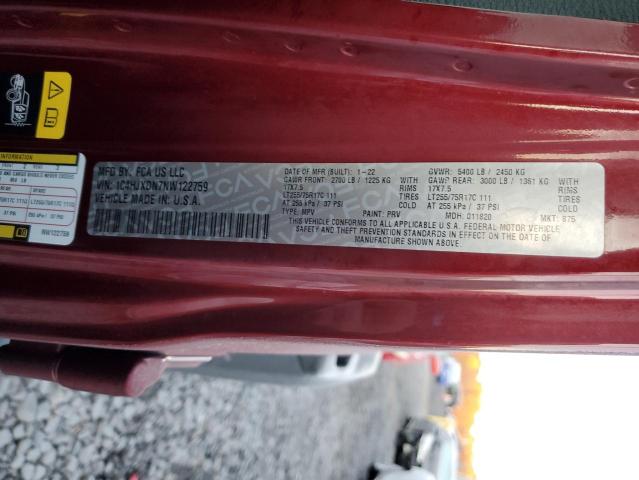 MFD. BY. FCA US LLC
VIN: 1C4HJXDN7NW122759
VEHICLE MADE IN: U.S.A.
DATE OF MFR (BUILT): 1-22
GAWR FRONT: 2700 LB / 1225 KG WITH
17X7.5 RIMS
LT255/75R17C 111 TIRES
AT 255 kPa / 37 PSI COLD
GVWR: 5400 LB / 2450 KG
GAWR REAR: 3000 LB / 1361 KG WITH
17X7.5 RIMS
LT255/75R17C 111 TIRES
AT 255 kPa / 37 PSI COLD
TYPE: MPV PAINT: PRV MDH: 011820 MKT: 875
CONFORMS TO ALL APPLICABLE U.S.A. FEDERAL MOTOR VEHICLE
SAFETY AND THEFT PREVENTION STANDARDS IN EFFECT ON THE DATE OF
MANUFACTURE SHOWN ABOVE.
NW122759